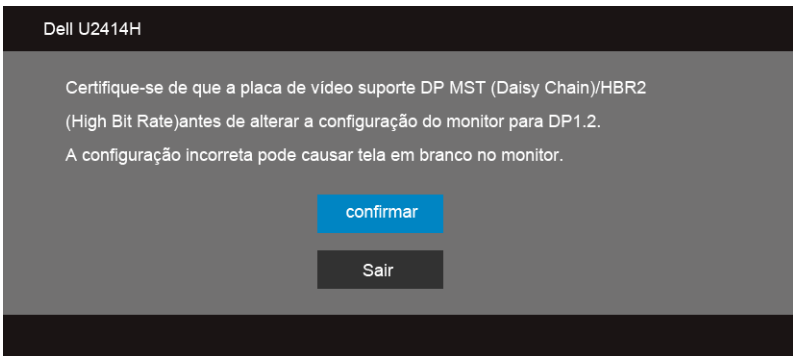 Dell U2414H
Certifique-se de que a placa de vídeo suporte DP MST (Daisy Chain)/HBR2
(High Bit Rate)antes de alterar a configuração do monitor para DP1.2.
A configuração incorreta pode causar tela em branco no monitor.
confirmar
Sair